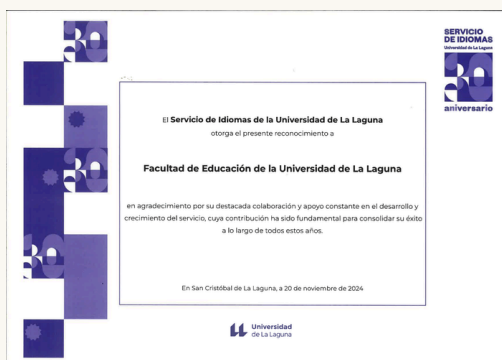 SERVICIO
DE IDIOMAS
Universidad de La Laguna
30
aniversario
El Servicio de Idiomas de la Universidad de La Laguna
otorga el presente reconocimiento a
Facultad de Educación de la Universidad de La Laguna
en agradecimiento por su destacada colaboración y apoyo constante en el desarrollo y
crecimiento del servicio, cuya contribución ha sido fundamental para consolidar su éxito
a lo largo de todos estos años.
En San Cristóbal de La Laguna, a 20 de noviembre de 2024
Universidad
de La Laguna